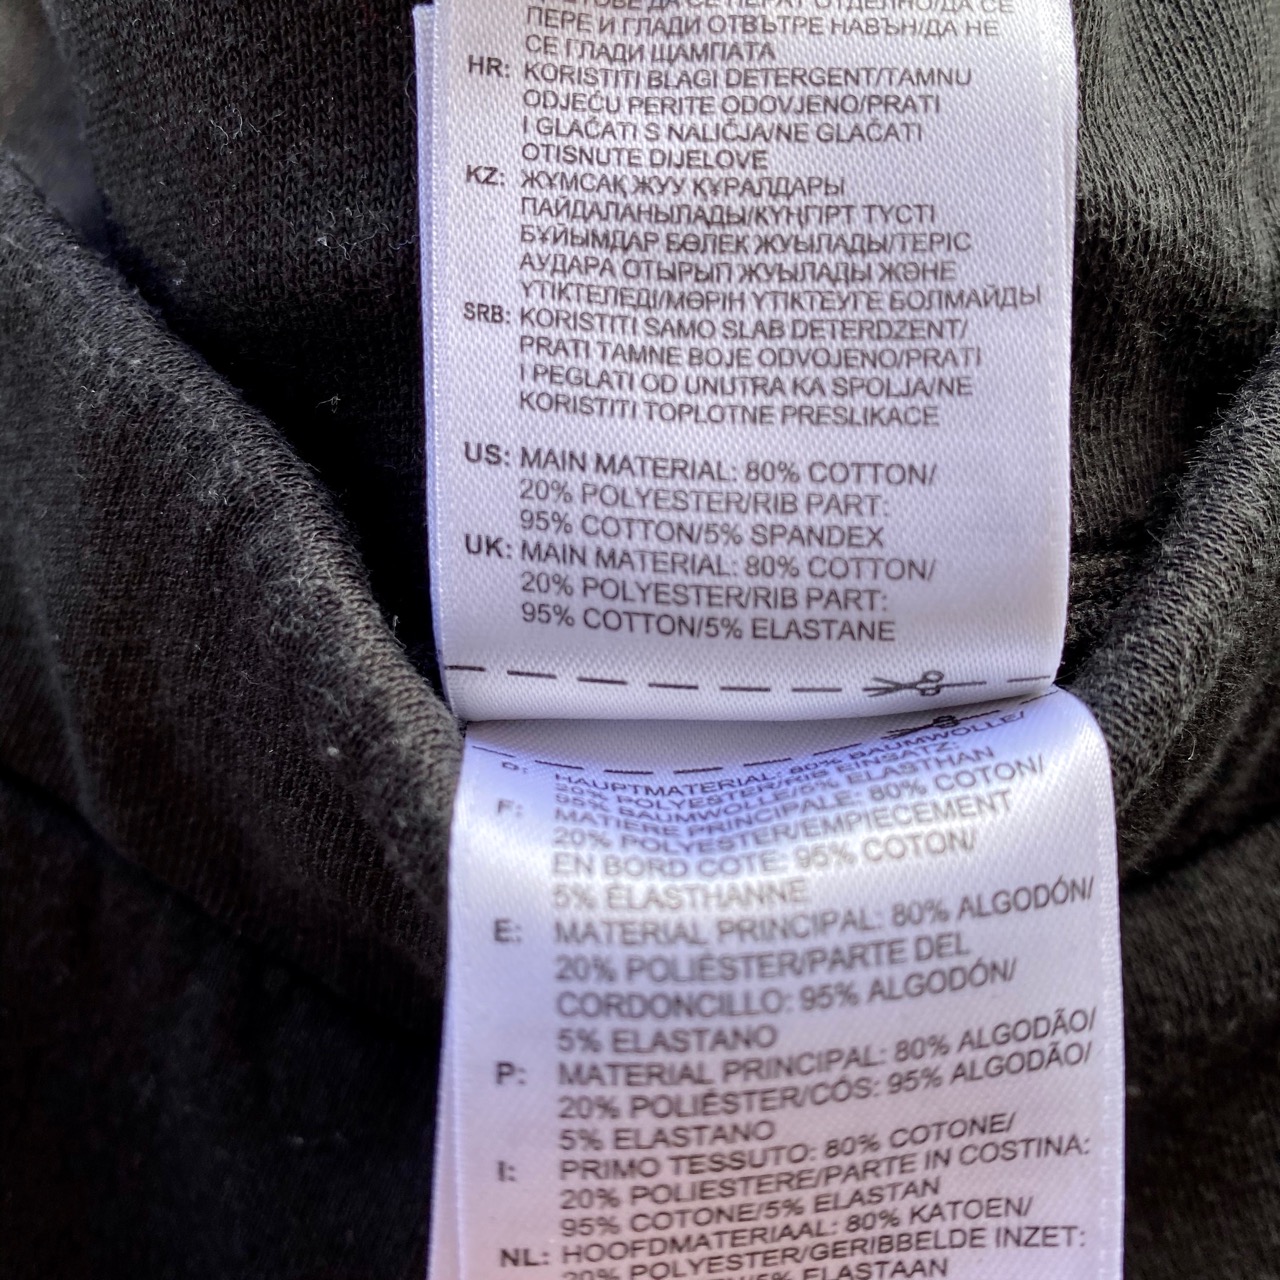 ПЕРЕ И ГЛАДИ ОТВЪТРЕ НАВЪН/ДА НЕ
СЕ ГЛАДИ ЩАМПАТА
HR: KORISTITI BLAGI DETERGENT/TAMNU
ODJEĆU PERITE ODOVJENO/PRATI
I GLAČATI S NALIČJA/NE GLAČATI
OTISNUTE DIJELOVE
KZ: ЖҰМСАҚ ЖУУ ҚҰРАЛДАРЫ
ПАЙДАЛАНЫЛАДЫ/КҮҢГІРТ ТҮСТІ
БҰЙЫМДАР БӨЛЕК ЖУЫЛАДЫ/ТЕРІС
АУДАРА ОТЫРЫП ЖУЫЛАДЫ ЖӘНЕ
ҮТІКТЕЛЕДІ/МӨРІН ҮТІКТЕУГЕ БОЛМАЙДЫ
SRB: KORISTITI SAMO SLAB DETERDZENT/
PRATI TAMNE BOJE ODVOJENO/PRATI
I PEGLATI OD UNUTRA KA SPOLJA/NE
KORISTITI TOPLOTNE PRESLIKACE
US: MAIN MATERIAL: 80% COTTON/
20% POLYESTER/RIB PART:
95% COTTON/5% SPANDEX
UK: MAIN MATERIAL: 80% COTTON/
20% POLYESTER/RIB PART:
95% COTTON/5% ELASTANE
D: HAUPTMATERIAL: 80% BAUMWOLLE/
20% POLYESTER/RIB EINSATZ:
95% BAUMWOLLE/5% ELASTHAN
F: MATIÈRE PRINCIPALE: 80% COTON/
20% POLYESTER/EMPIECEMENT
EN BORD COTE: 95% COTON/
5% ÉLASTHANNE
E: MATERIAL PRINCIPAL: 80% ALGODÓN/
20% POLIÉSTER/PARTE DEL
CORDONCILLO: 95% ALGODÓN/
5% ELASTANO
P: MATERIAL PRINCIPAL: 80% ALGODÃO/
20% POLIÉSTER/CÓS: 95% ALGODÃO/
5% ELASTANO
I: PRIMO TESSUTO: 80% COTONE/
20% POLIESTERE/PARTE IN COSTINA:
95% COTONE/5% ELASTAN
NL: HOOFDMATERIAAL: 80% KATOEN/
20% POLYESTER/GERIBBELDE INZET: